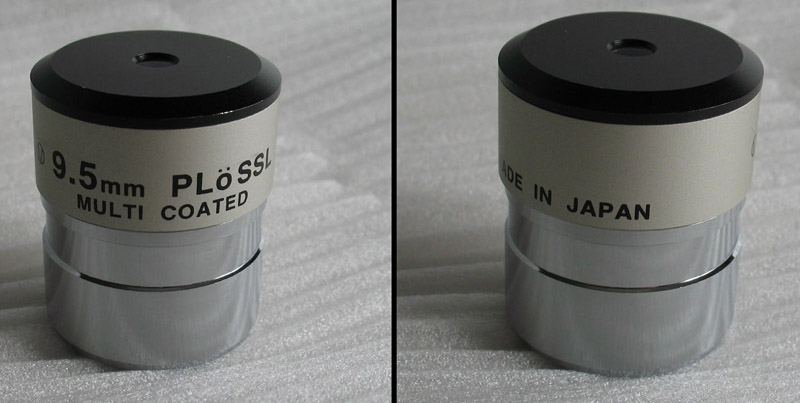 9.5mm PLöSSL
MULTI COATED
ADE IN JAPAN